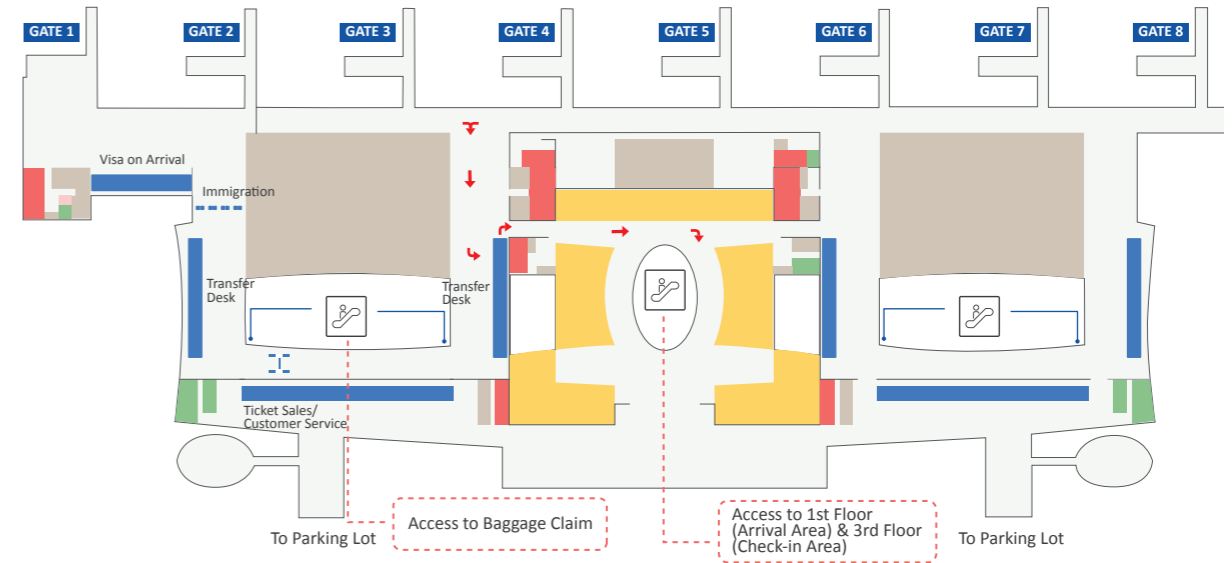 GATE 1
GATE 2
GATE 3
GATE 4
GATE 5
GATE 6
GATE 7
GATE 8
Visa on Arrival
Immigration
Transfer
Desk
Transfer
Desk
Ticket Sales/
Customer Service
Access to Baggage Claim
Access to 1st Floor
(Arrival Area) & 3rd Floor
(Check-in Area)
To Parking Lot
To Parking Lot